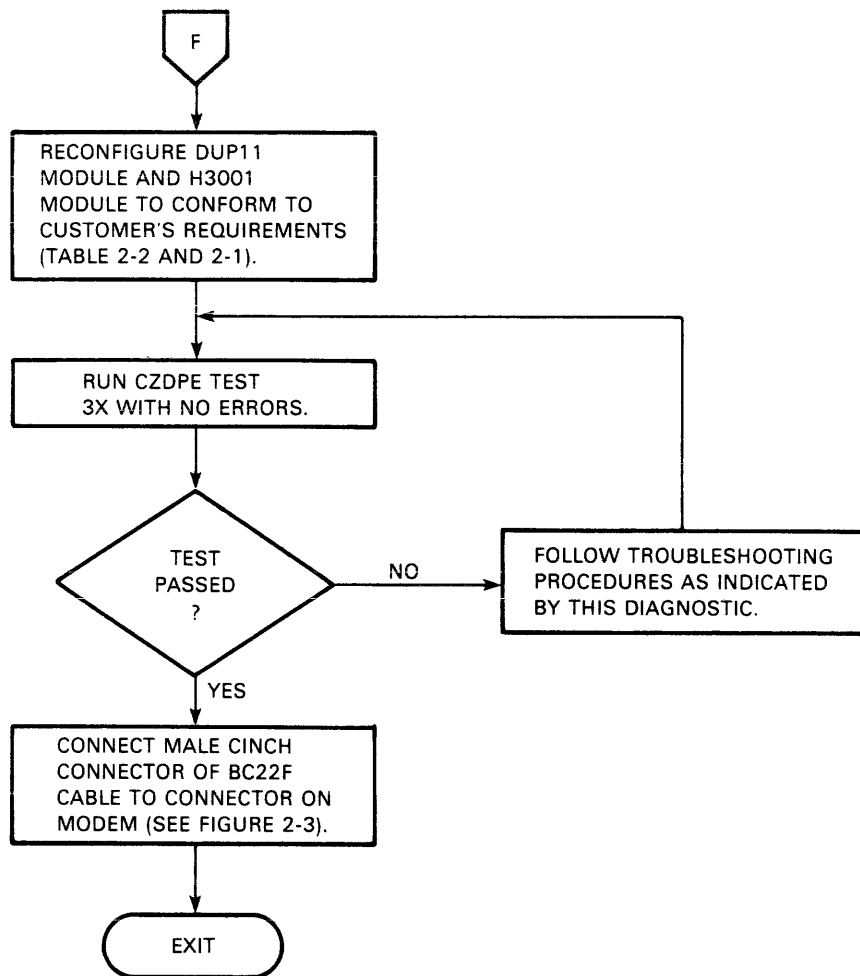 F
RECONFIGURE DUP11
MODULE AND H3001
MODULE TO CONFORM TO
CUSTOMER'S REQUIREMENTS
(TABLE 2-2 AND 2-1).
RUN CZDPE TEST
3X WITH NO ERRORS.
TEST
PASSED
?
NO
FOLLOW TROUBLESHOOTING
PROCEDURES AS INDICATED
BY THIS DIAGNOSTIC.
YES
CONNECT MALE CINCH
CONNECTOR OF BC22F
CABLE TO CONNECTOR ON
MODEM (SEE FIGURE 2-3).
EXIT